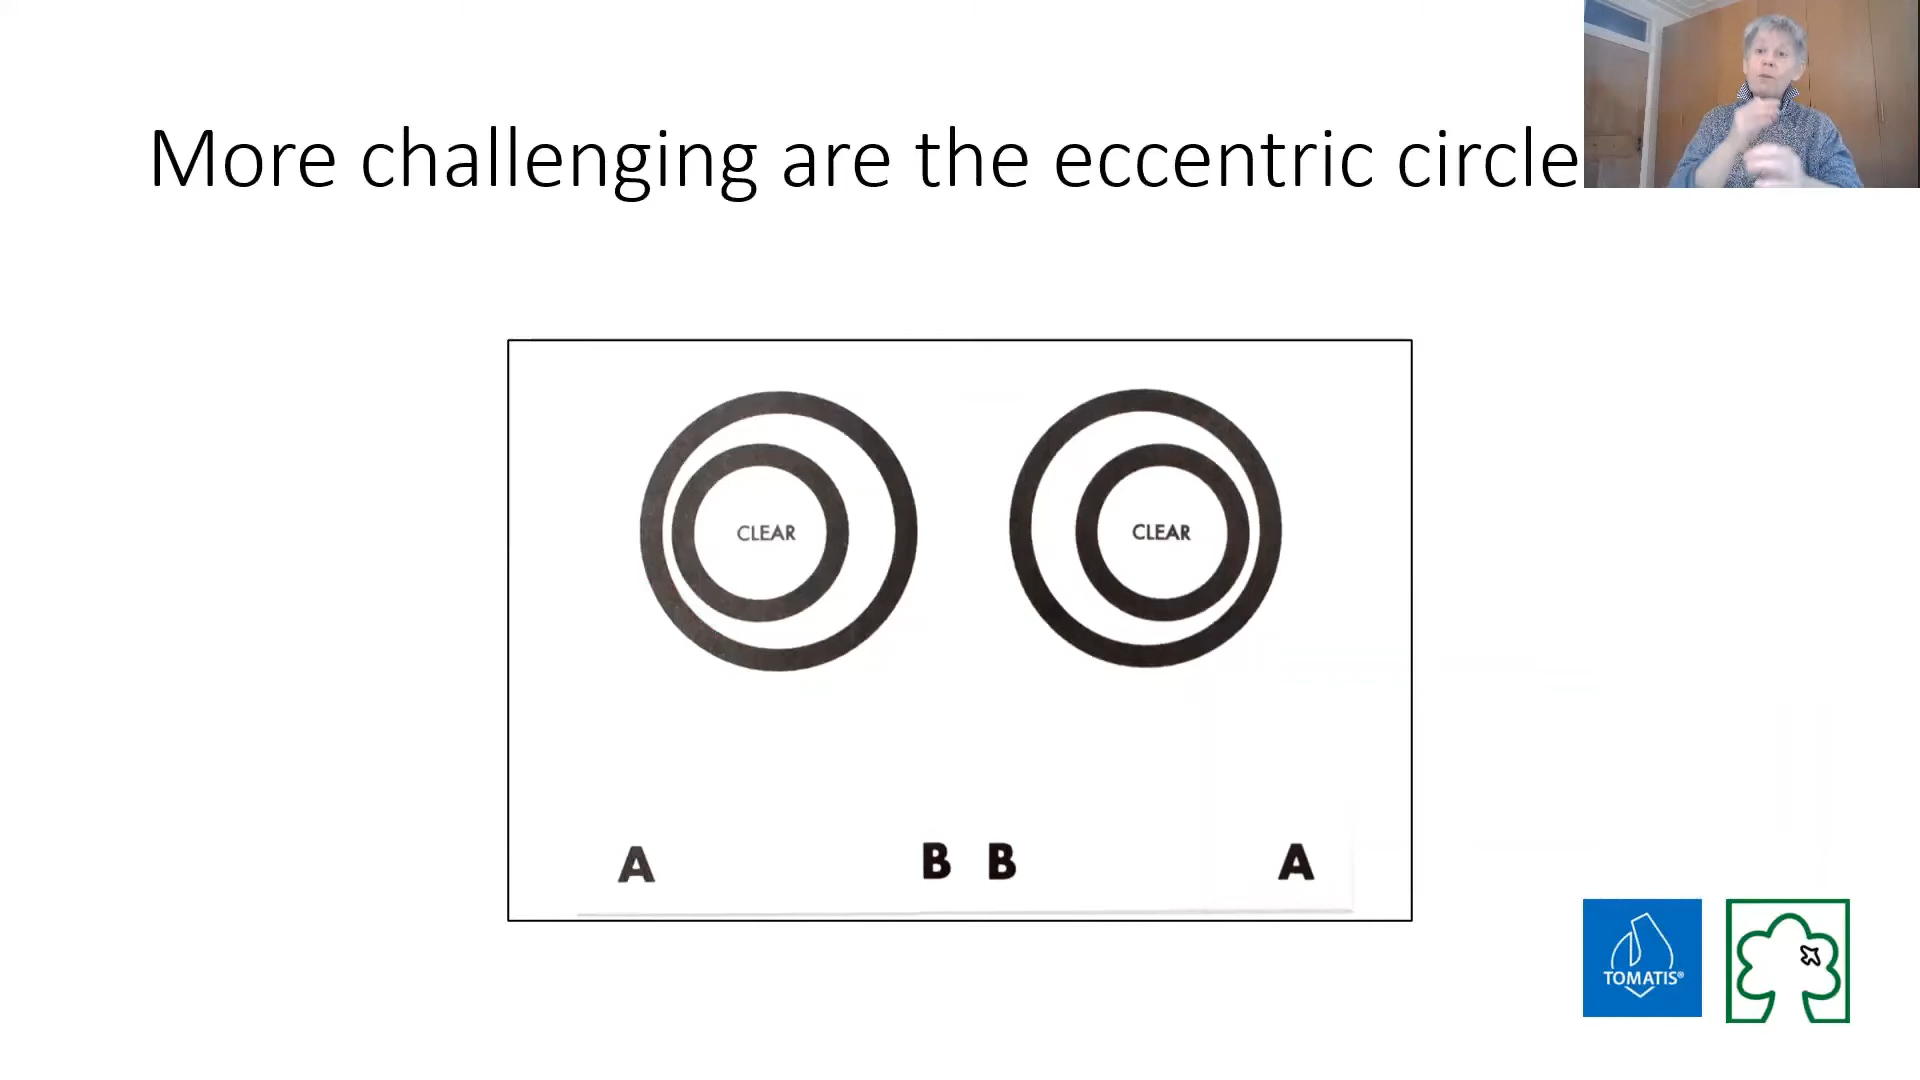 More challenging are the eccentric circle
CLEAR CLEAR
A B B A
TOMATIS®